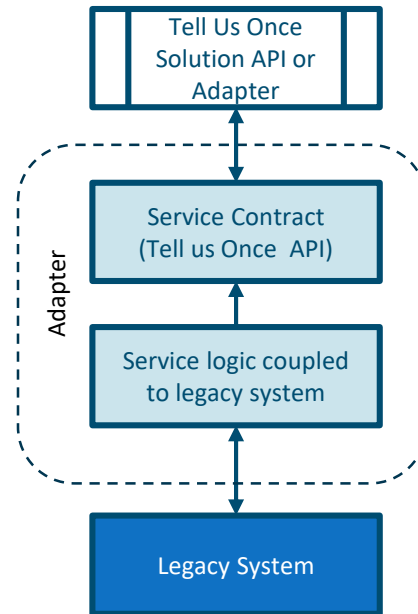 Tell Us Once
Solution API or
Adapter
Service Contract
(Tell us Once  API)
Adapter
Service logic coupled
to legacy system
Legacy System